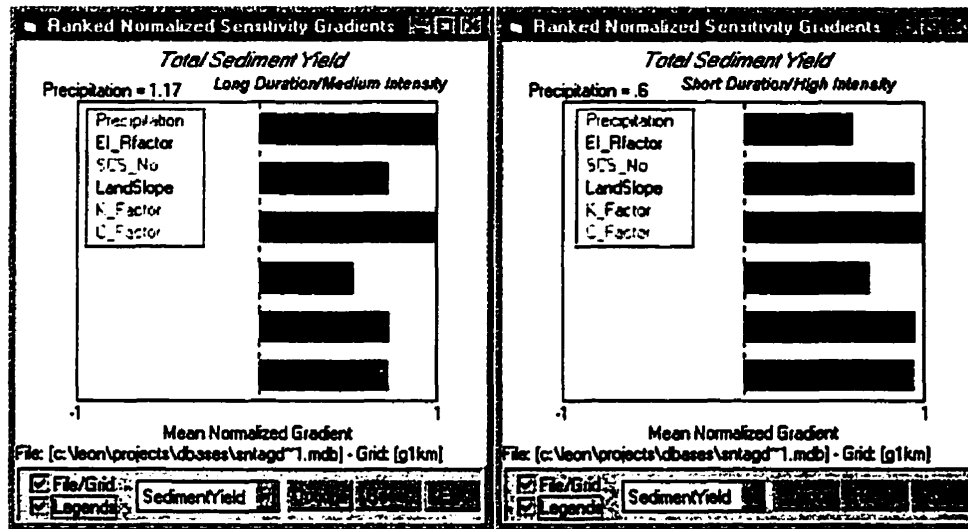 Ranked Normalized Sensitivity Gradients
Total Sediment Yield
Long Duration/Medium Intensity
Precipitation = 1.17
Precipitation
EI_Rfactor
SCS_No
LandSlope
K_Factor
C_Factor
-1
1
Mean Normalized Gradient
File: [c:\leon\projects\dbases\sntagd~1.mdb] - Grid: [g1km]
File/Grid
Legends
SedimentYield
Ranked Normalized Sensitivity Gradients
Total Sediment Yield
Short Duration/High Intensity
Precipitation = .6
Precipitation
EI_Rfactor
SCS_No
LandSlope
K_Factor
C_Factor
-1
1
Mean Normalized Gradient
File: [c:\leon\projects\dbases\sntagd~1.mdb] - Grid: [g1km]
File/Grid
Legends
SedimentYield